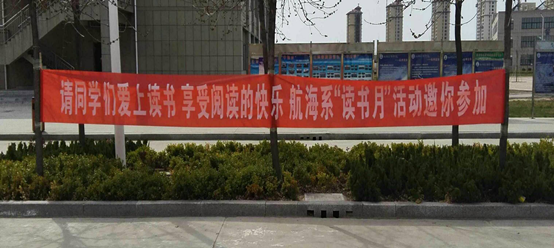 请同学们爱上读书 享受阅读的快乐 航海系“读书月”活动邀你参加